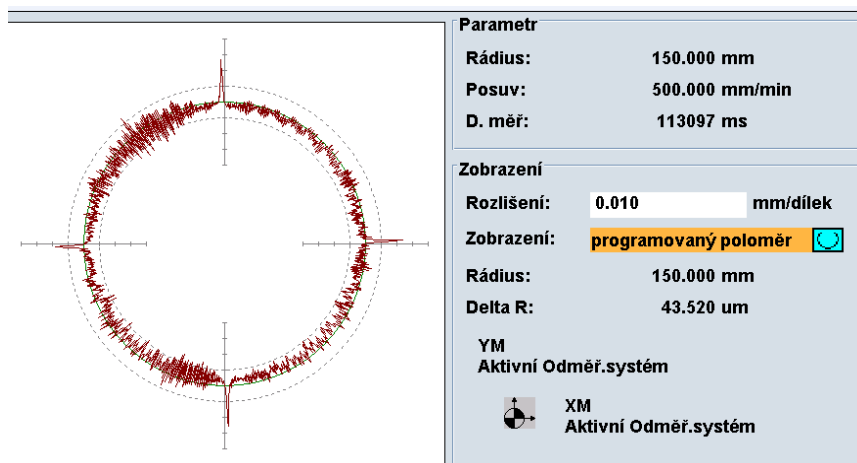 Parametr
Rádius: 150.000 mm
Posuv: 500.000 mm/min
D. měř: 113097 ms
Zobrazení
Rozlišení: 0.010 mm/dílek
Zobrazení: programovaný poloměr
Rádius: 150.000 mm
Delta R: 43.520 um
YM
Aktivní Odměř.systém
XM
Aktivní Odměř.systém